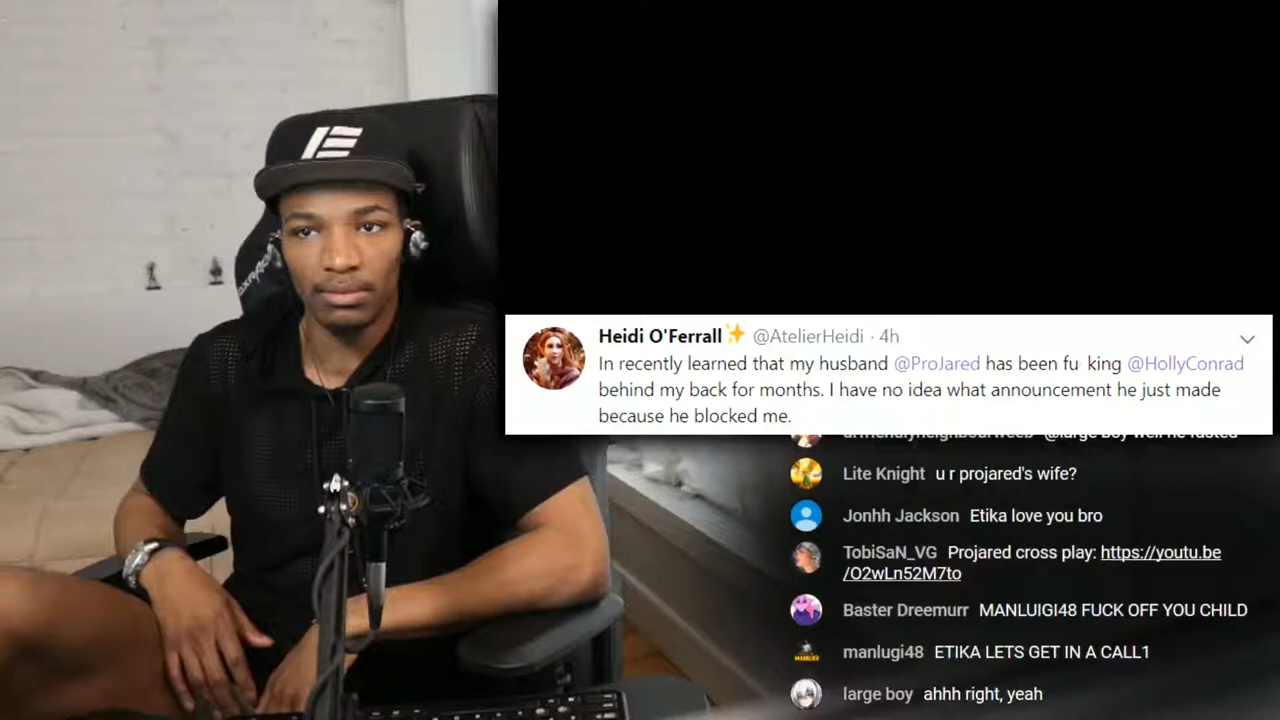 Heidi O'Ferrall✨ @AtelierHeidi · 4h
In recently learned that my husband @ProJared has been fu king @HollyConrad
behind my back for months. I have no idea what announcement he just made
because he blocked me.
Lite Knight u r projared's wife?
Jonhh Jackson Etika love you bro
TobiSaN_VG Projared cross play: https://youtu.be
/O2wLn52M7to
Baster Dreemurr MANLUIGI48 FUCK OFF YOU CHILD
manlugi48 ETIKA LETS GET IN A CALL1
large boy ahhh right, yeah